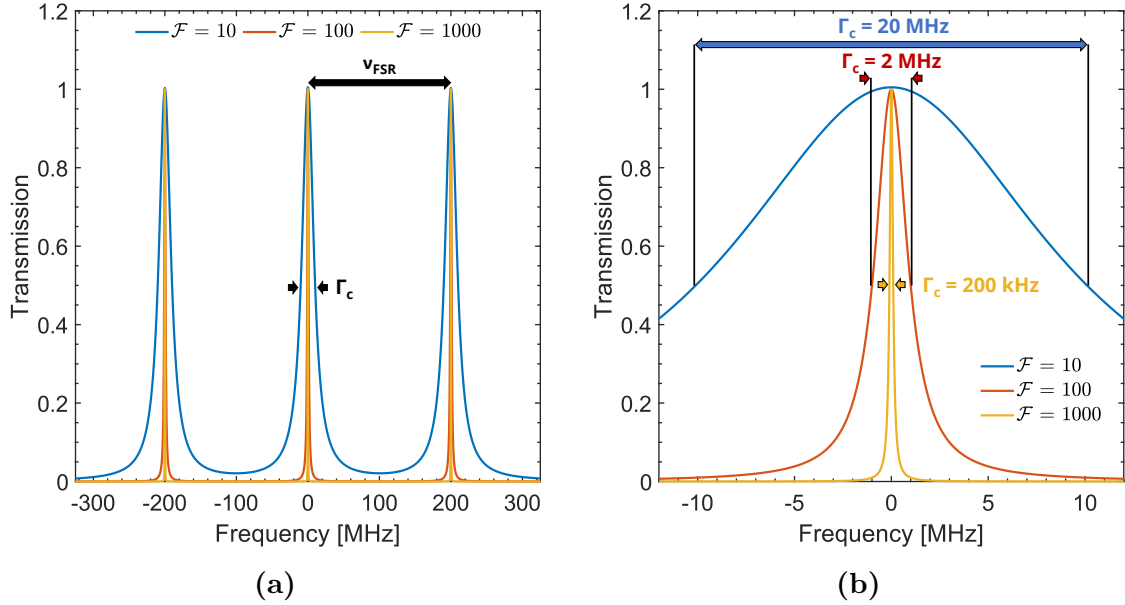 ℱ = 10 ℱ = 100 ℱ = 1000
ν_FSR
Γ_c
1.2
1
0.8
0.6
0.4
0.2
0
Transmission
-300 -200 -100 0 100 200 300
Frequency [MHz]
(a)
Γ_c = 20 MHz
Γ_c = 2 MHz
Γ_c = 200 kHz
ℱ = 10
ℱ = 100
ℱ = 1000
1.2
1
0.8
0.6
0.4
0.2
0
Transmission
-10 -5 0 5 10
Frequency [MHz]
(b)